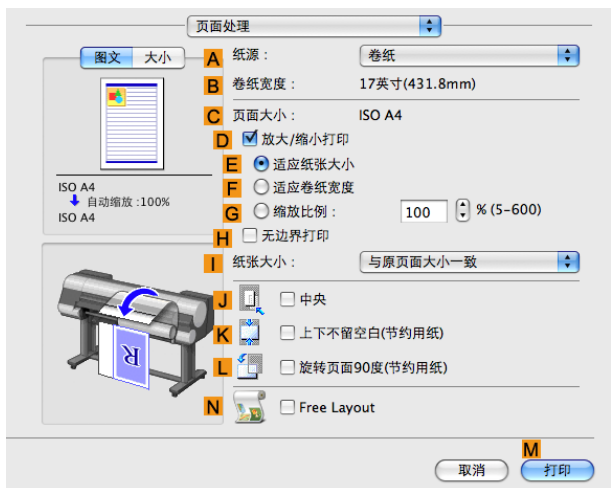 页面处理
图文 大小
A 纸源： 卷纸
B 卷纸宽度： 17英寸(431.8mm)
C 页面大小： ISO A4
D 放大/缩小打印
E 适应纸张大小
F 适应卷纸宽度
G 缩放比例： 100 % (5-600)
H 无边界打印
I 纸张大小： 与原页面大小一致
ISO A4
自动缩放:100%
ISO A4
J 中央
K 上下不留空白(节约用纸)
L 旋转页面90度(节约用纸)
N Free Layout
R
M
取消 打印